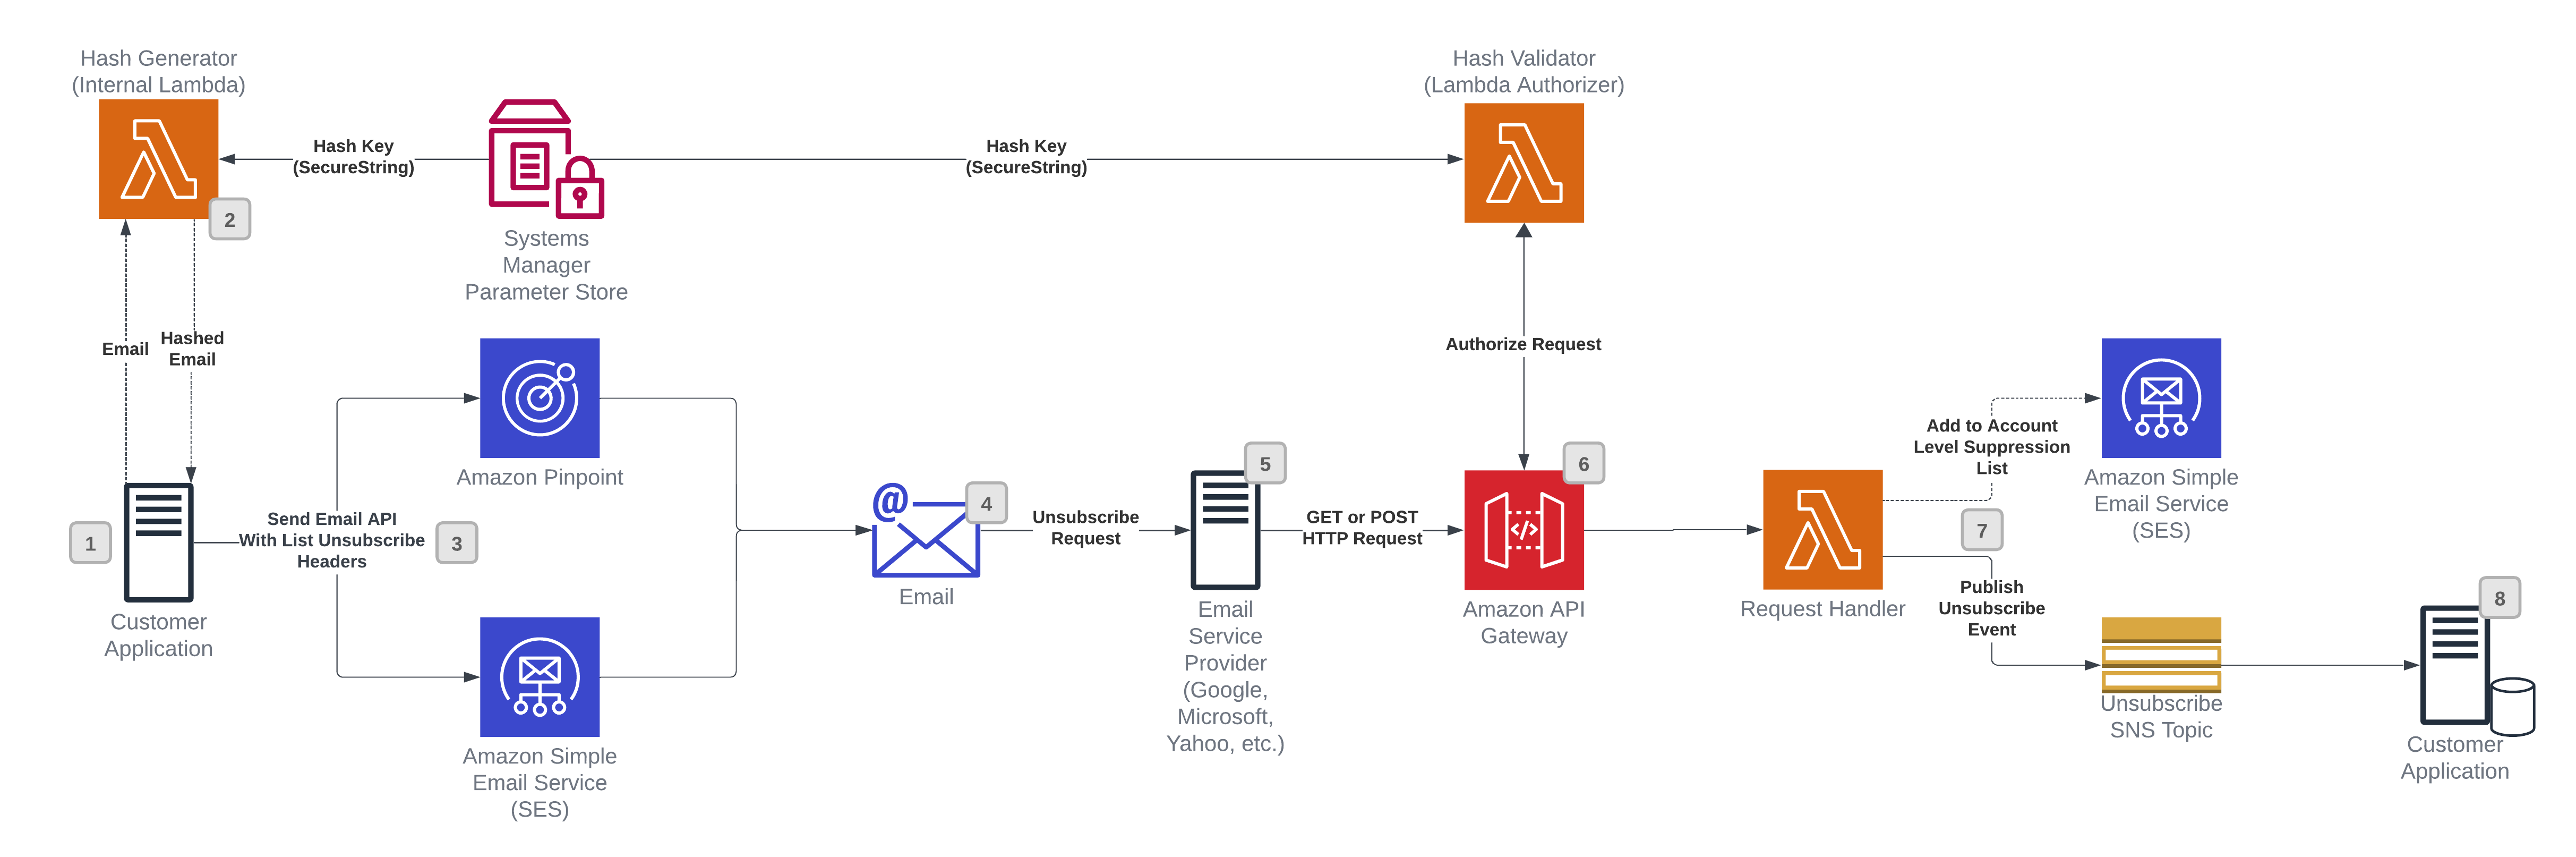 Hash Generator
(Internal Lambda)
Hash Validator
(Lambda Authorizer)
Hash Key
(SecureString)
Hash Key
(SecureString)
2
Systems
Manager
Parameter Store
Email
Hashed
Email
Authorize Request
Amazon Pinpoint
1
Customer
Application
Send Email API
With List Unsubscribe
Headers
3
Amazon Simple
Email Service
(SES)
@
4
Email
Unsubscribe
Request
5
Email
Service
Provider
(Google,
Microsoft,
Yahoo, etc.)
GET or POST
HTTP Request
6
</>
Amazon API
Gateway
Request Handler
Add to Account
Level Suppression
List
Amazon Simple
Email Service
(SES)
7
Publish
Unsubscribe
Event
Unsubscribe
SNS Topic
8
Customer
Application